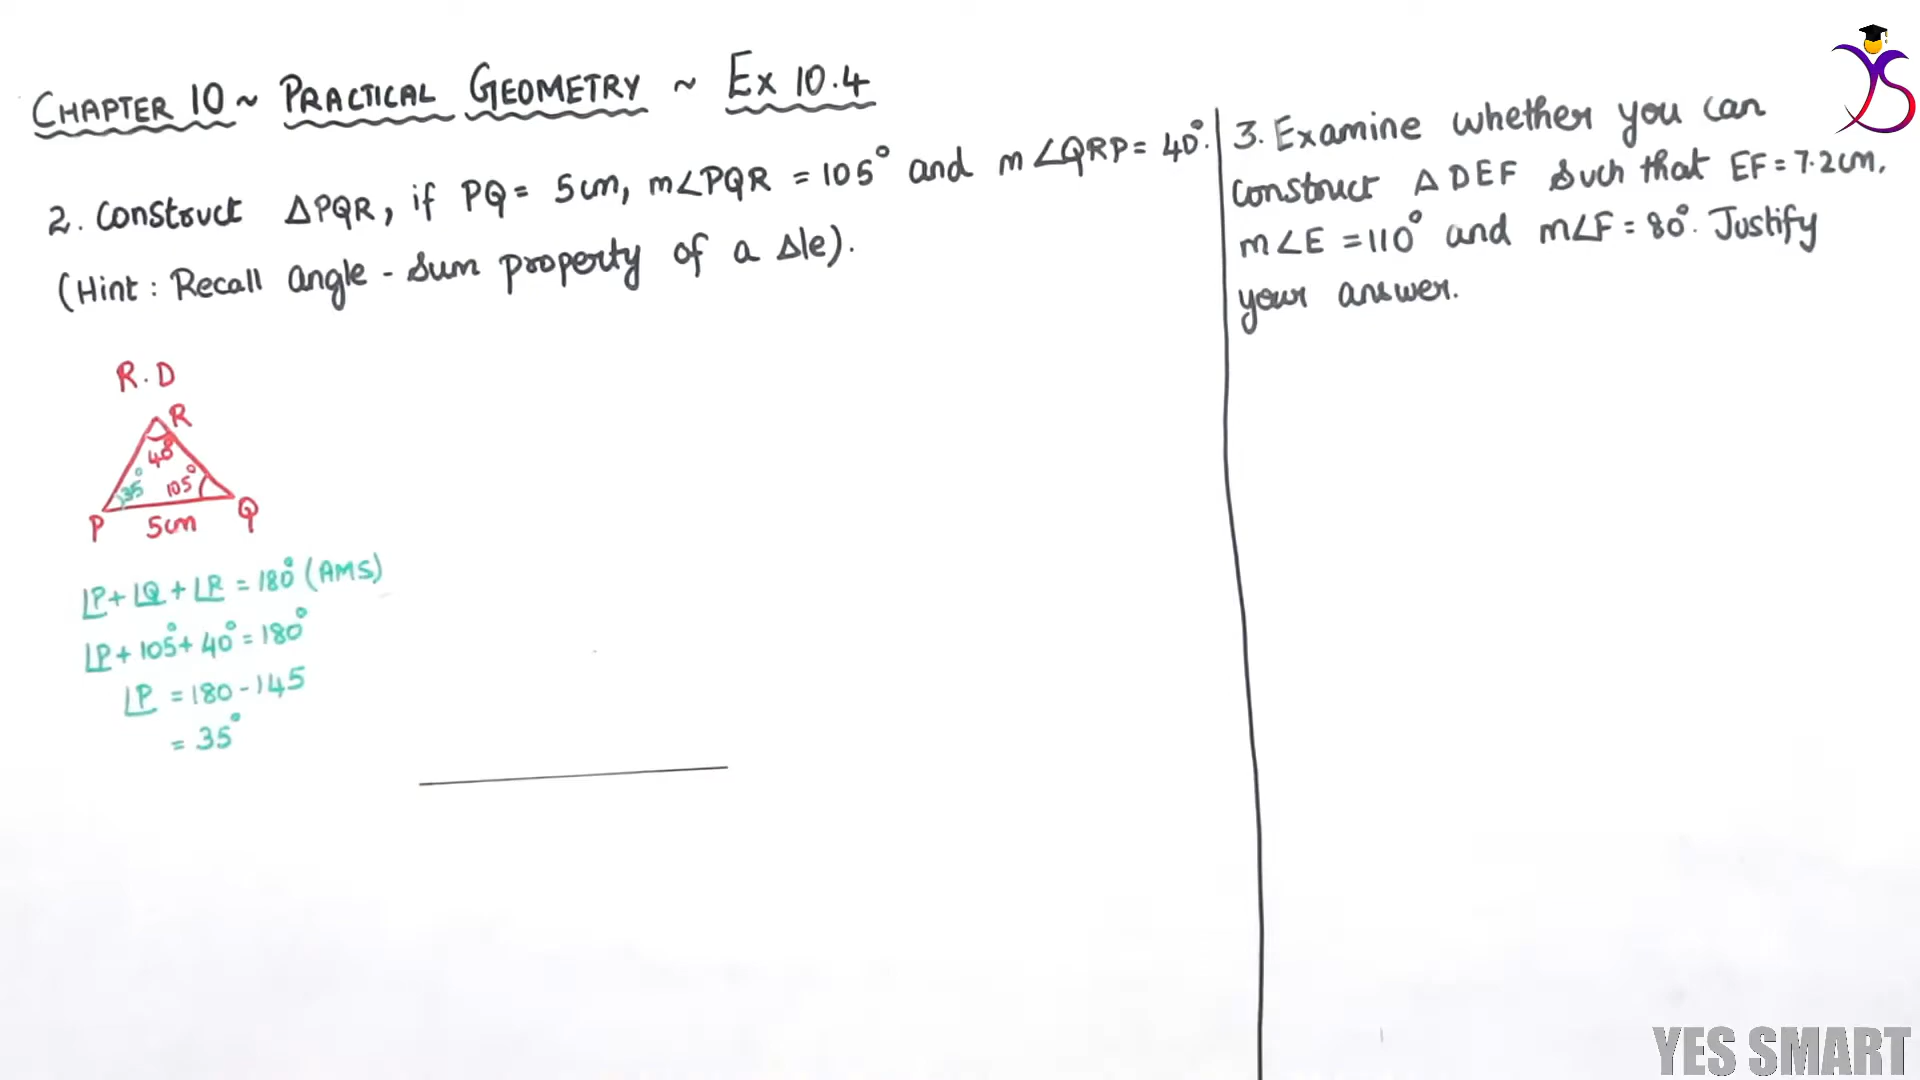 CHAPTER 10 ~ PRACTICAL GEOMETRY ~ EX 10.4
2. Construct ΔPQR, if PQ = 5cm, m∠PQR = 105° and m∠QRP = 40°.
(Hint : Recall angle - Sum property of a Δle).
R.D
R
40°
35° 105°
P 5cm Q
∠P + ∠Q + ∠R = 180° (AMS)
∠P + 105° + 40° = 180°
∠P = 180 - 145
= 35°
3. Examine whether you can
construct ΔDEF such that EF = 7.2cm,
m∠E = 110° and m∠F = 80°. Justify
your answer.
YS
YES SMART